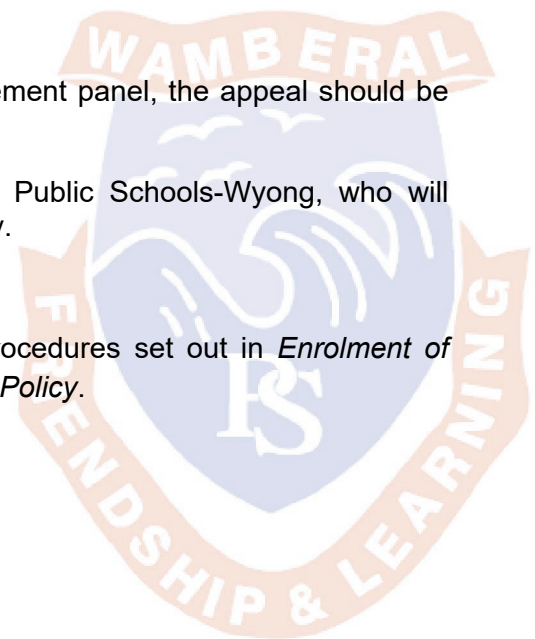 WAMBERAL
ement panel, the appeal should be
Public Schools-Wyong, who will
y.
rocedures set out in Enrolment of
Policy.
PS
FRIENDSHIP & LEARNING